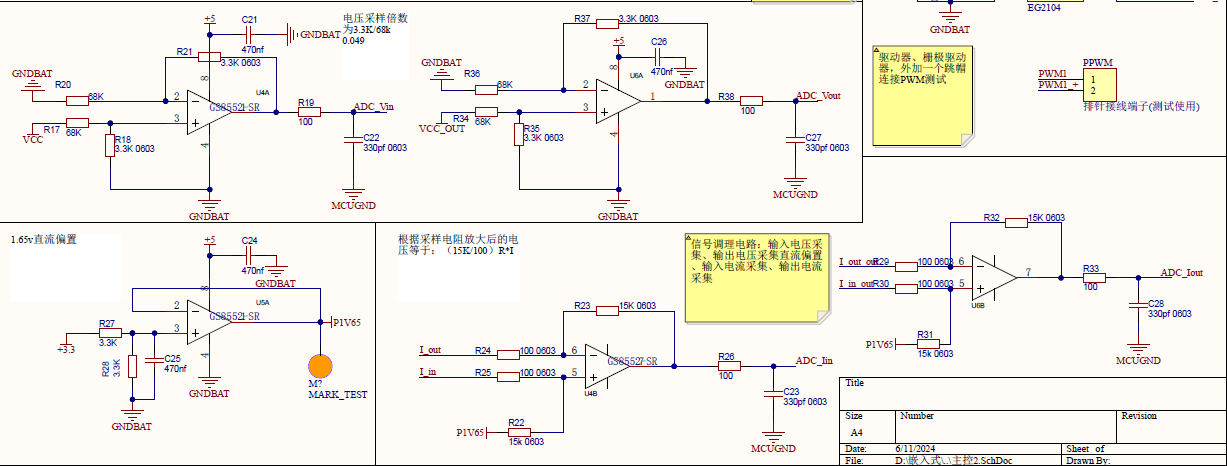 +5
C21
470nf
GNDBAT
电压采样倍数
为3.3K/68k
0.049
R21
3.3K 0603
GNDBAT
R20
68K
8
U4A
2
GS8552-SR
1
3
R17
68K
VCC
R18
3.3K 0603
4
R19
100
ADC_Vin
C22
330pf 0603
GNDBAT
MCUGND
R37
3.3K 0603
+5
C26
470nf
GNDBAT
GNDBAT
R36
68K
8
U6A
2
1
3
R34
68K
VCC_OUT
R35
3.3K 0603
4
R38
100
ADC_Vout
C27
330pf 0603
GNDBAT
MCUGND
EG2104
GNDBAT
驱动器、栅极驱动
器，外加一个跳帽
连接PWM测试
PPWM
PWM1
1
PWM1_+
2
排针接线端子(测试使用)
1.65v直流偏置
+5
C24
470nf
GNDBAT
8
U5A
2
GS8552-SR
1
3
P1V65
R27
3.3K
+3.3
R28
3.3K
C25
470nf
4
GNDBAT
GNDBAT
M?
MARK_TEST
根据采样电阻放大后的电
压等于：（15K/100）R*I
信号调理电路：输入电压采
集、输出电压采集直流偏置
、输入电流采集、输出电流
采集
R23
15K 0603
I_out
R24
100 0603
6
GS8552-SR
7
I_in
R25
100 0603
5
U4B
R26
100
ADC_Iin
C23
330pf 0603
P1V65
R22
15k 0603
MCUGND
R32
15K 0603
I_out_out
R29
100 0603
6
7
I_in_out
R30
100 0603
5
U6B
R33
100
ADC_Iout
C28
330pf 0603
P1V65
R31
15k 0603
MCUGND
Title
Size
Number
Revision
A4
Date:
6/11/2024
Sheet of
File:
D:\嵌入式\..\主控2.SchDoc
Drawn By: